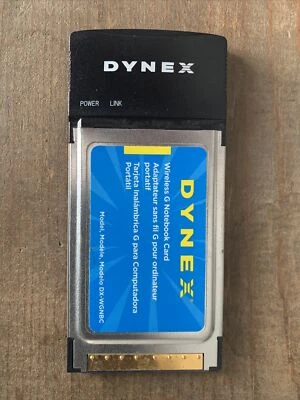 DYNEX
POWER LINK
DYNEX
Wireless G Notebook Card
Adaptateur sans fil G pour ordinateur
portatif
Tarjeta Inalámbrica G para Computadora
Portátil
Model, Modèle, Modelo DX-WGNBC